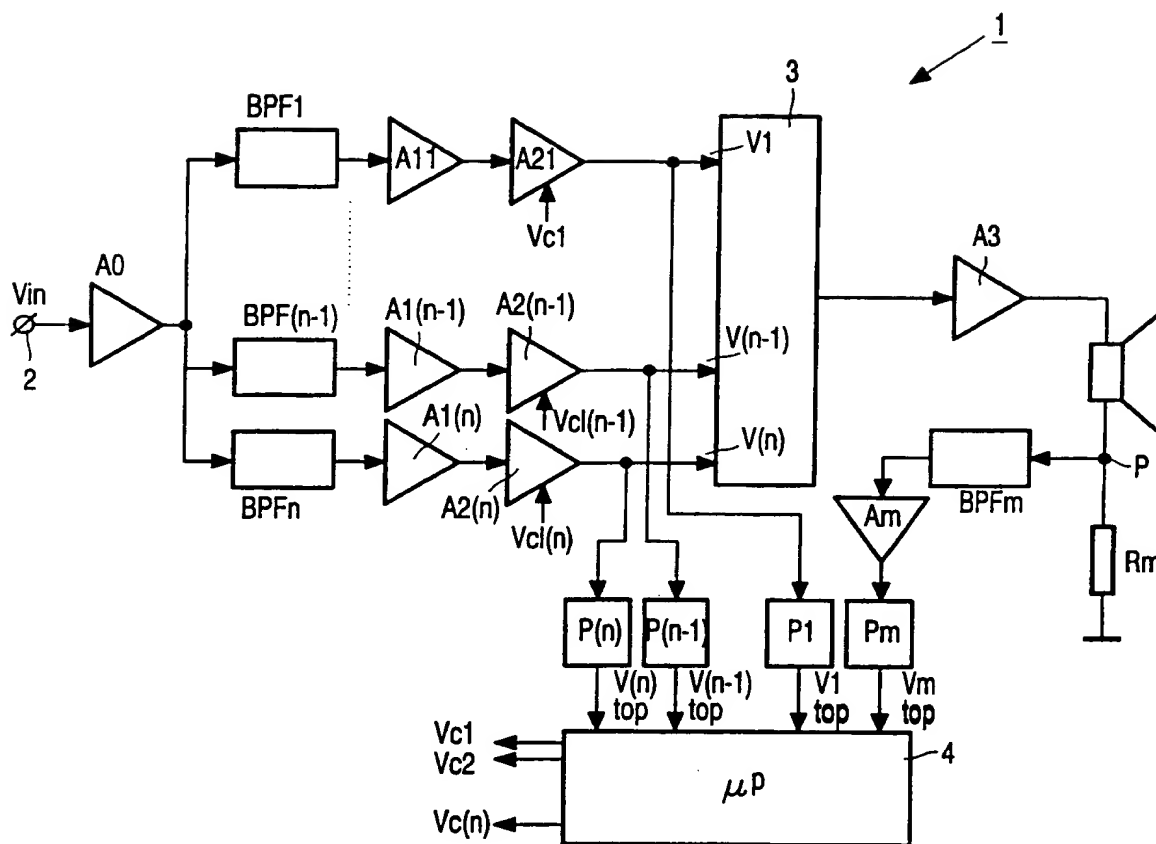 1
3
BPF1
A11
A21
V1
Vc1
A3
A0
Vin
2
BPF(n-1)
A1(n-1)
A2(n-1)
V(n-1)
Vcl(n-1)
A1(n)
V(n)
BPFn
A2(n)
Vcl(n)
P
BPFm
Am
Rm
P(n)
P(n-1)
P1
Pm
V(n)
top
V(n-1)
top
V1
top
Vm
top
Vc1
Vc2
Vc(n)
μp
4